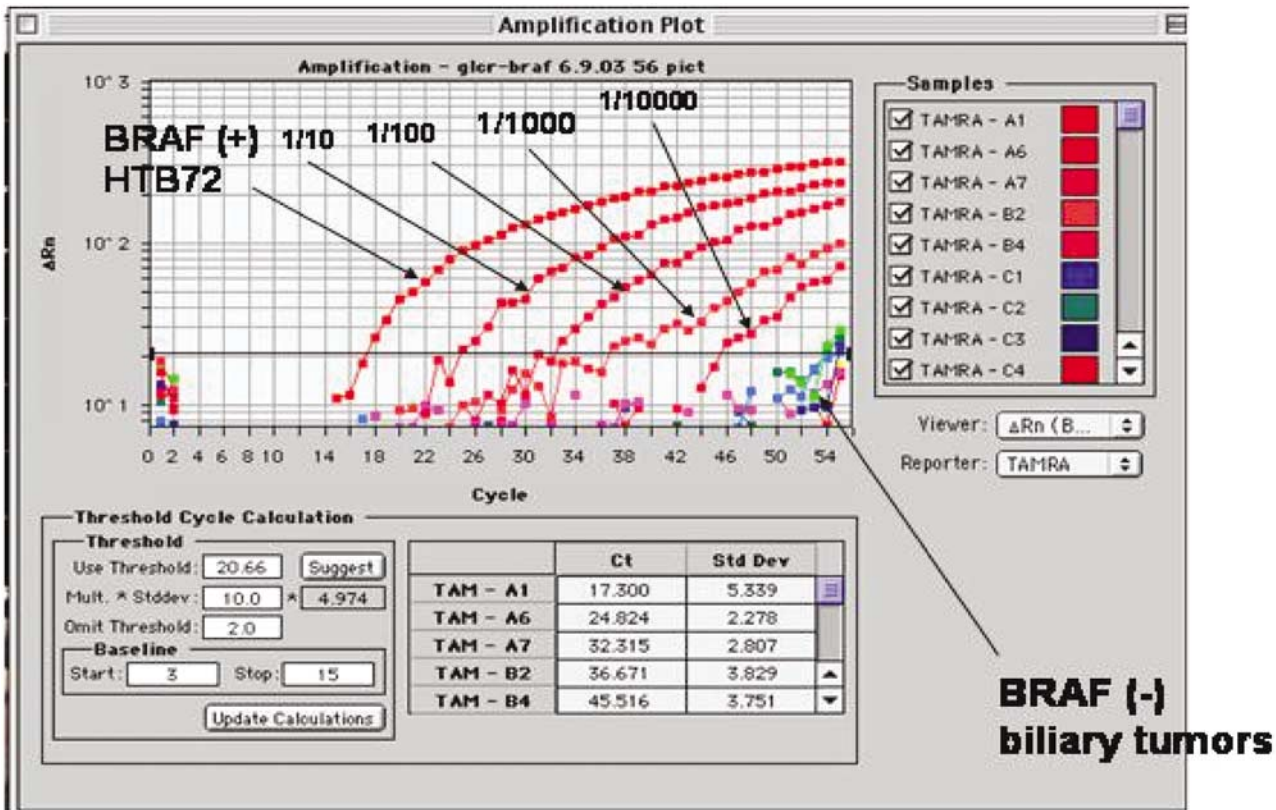 Amplification Plot
Amplification - glcr-braf 6.9.03 56 pict
10^3
10^2
10^1
ΔRn
BRAF (+)
HTB72
1/10
1/100
1/1000
1/10000
0 2 4 6 8 10 14 18 22 26 30 34 38 42 46 50 54
Cycle
Samples
TAMRA - A1
TAMRA - A6
TAMRA - A7
TAMRA - B2
TAMRA - B4
TAMRA - C1
TAMRA - C2
TAMRA - C3
TAMRA - C4
Viewer: ΔRn (B...
Reporter: TAMRA
Threshold Cycle Calculation
Threshold
Use Threshold: 20.66 Suggest
Mult. * Stddev: 10.0 * 4.974
Omit Threshold: 2.0
Baseline
Start: 3 Stop: 15
Update Calculations
Ct Std Dev
TAM - A1 17.300 5.339
TAM - A6 24.824 2.278
TAM - A7 32.315 2.807
TAM - B2 36.671 3.829
TAM - B4 45.516 3.751
BRAF (-)
biliary tumors